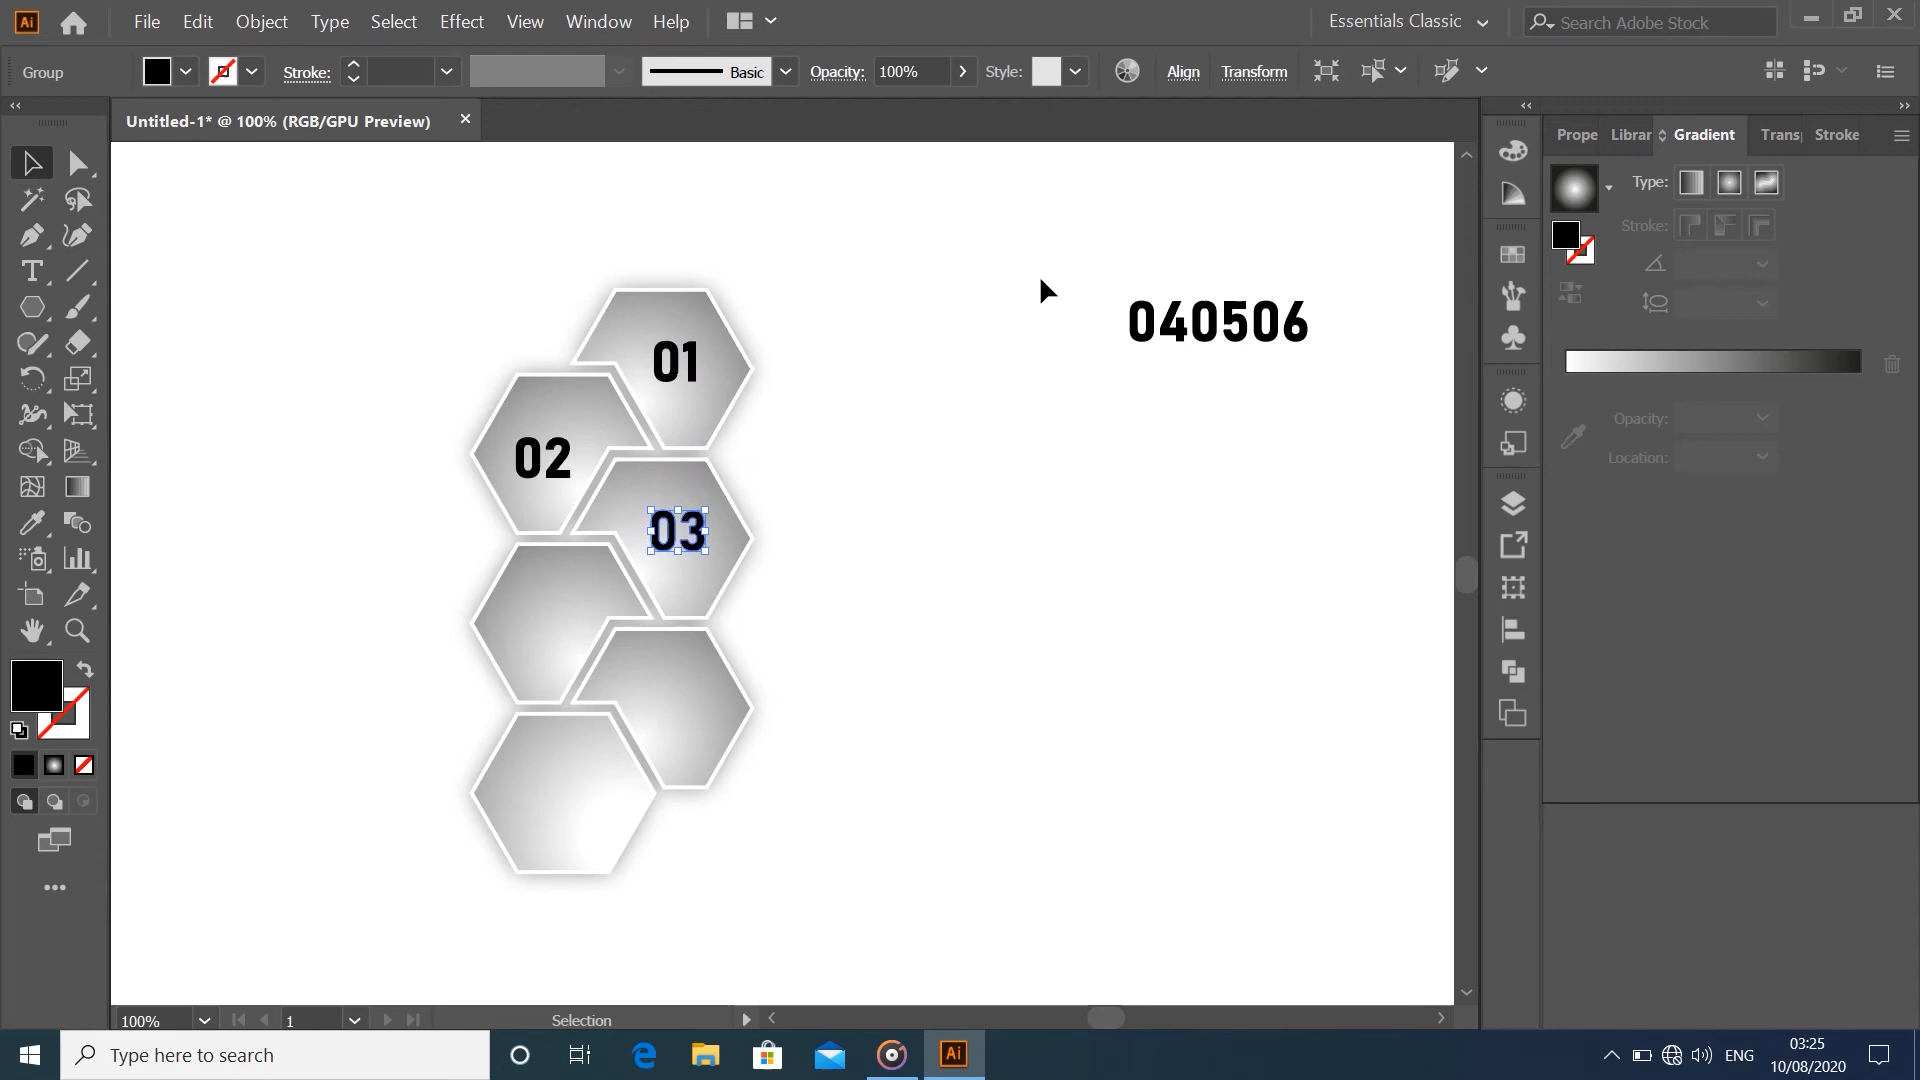 Ai File Edit Object Type Select Effect View Window Help Essentials Classic Search Adobe Stock
Group Stroke: Basic Opacity: 100% Style: Align Transform
Untitled-1* @ 100% (RGB/GPU Preview)
Prope Librar Gradient Trans Stroke
Type:
Stroke:
Opacity:
Location:
040506
01
02
03
100% 1 Selection
Type here to search
Ai
ENG
03:25
10/08/2020